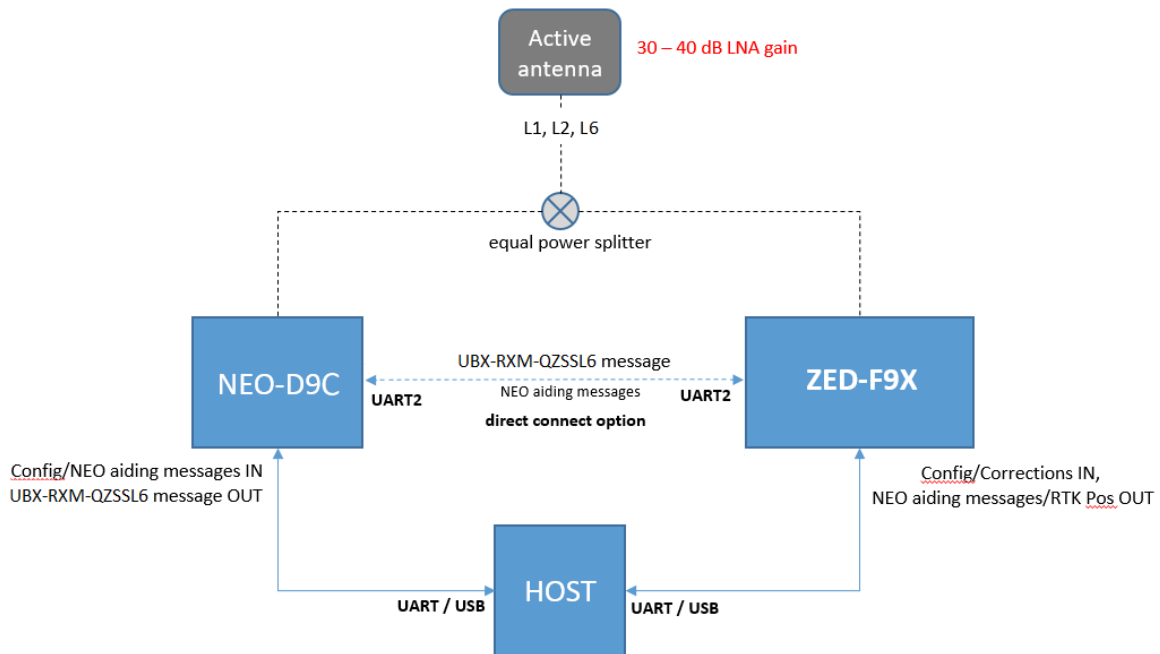 Active
antenna
30 – 40 dB LNA gain
L1, L2, L6
equal power splitter
NEO-D9C
UBX-RXM-QZSSL6 message
ZED-F9X
UART2
NEO aiding messages
UART2
direct connect option
Config/NEO aiding messages IN
UBX-RXM-QZSSL6 message OUT
Config/Corrections IN,
NEO aiding messages/RTK Pos OUT
HOST
UART / USB
UART / USB